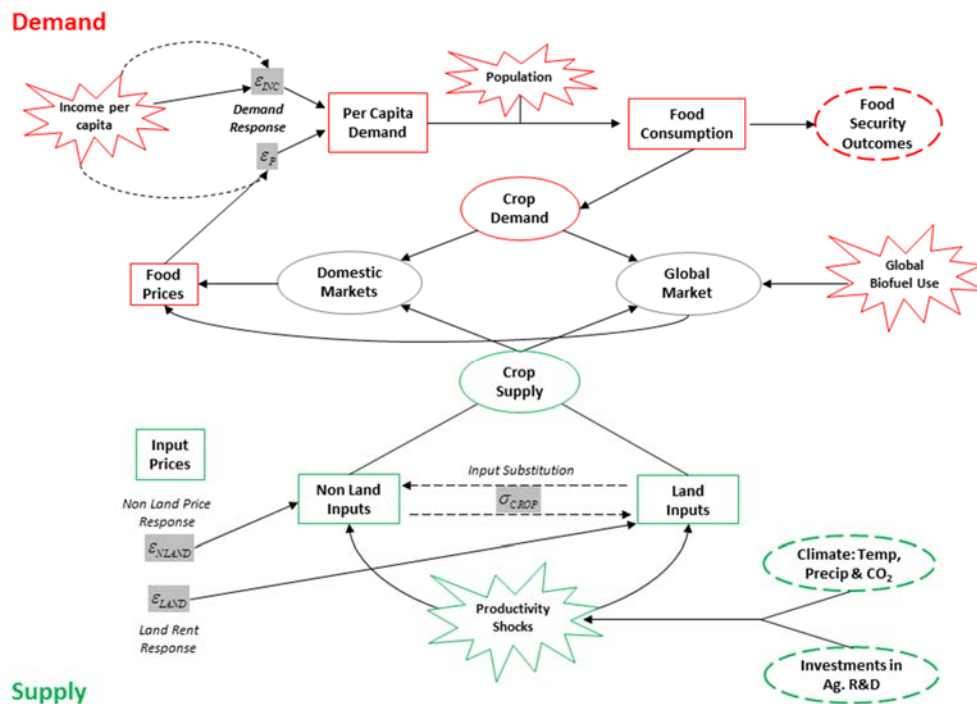 Demand
Income per
capita
ε_INC
Demand
Response
ε_P
Per Capita
Demand
Population
Food
Consumption
Food
Security
Outcomes
Crop
Demand
Food
Prices
Domestic
Markets
Global
Market
Global
Biofuel Use
Crop
Supply
Input
Prices
Non Land Price
Response
ε_NLAND
Non Land
Inputs
Input Substitution
σ_CROP
Land
Inputs
ε_LAND
Land Rent
Response
Productivity
Shocks
Climate: Temp,
Precip & CO₂
Investments in
Ag. R&D
Supply